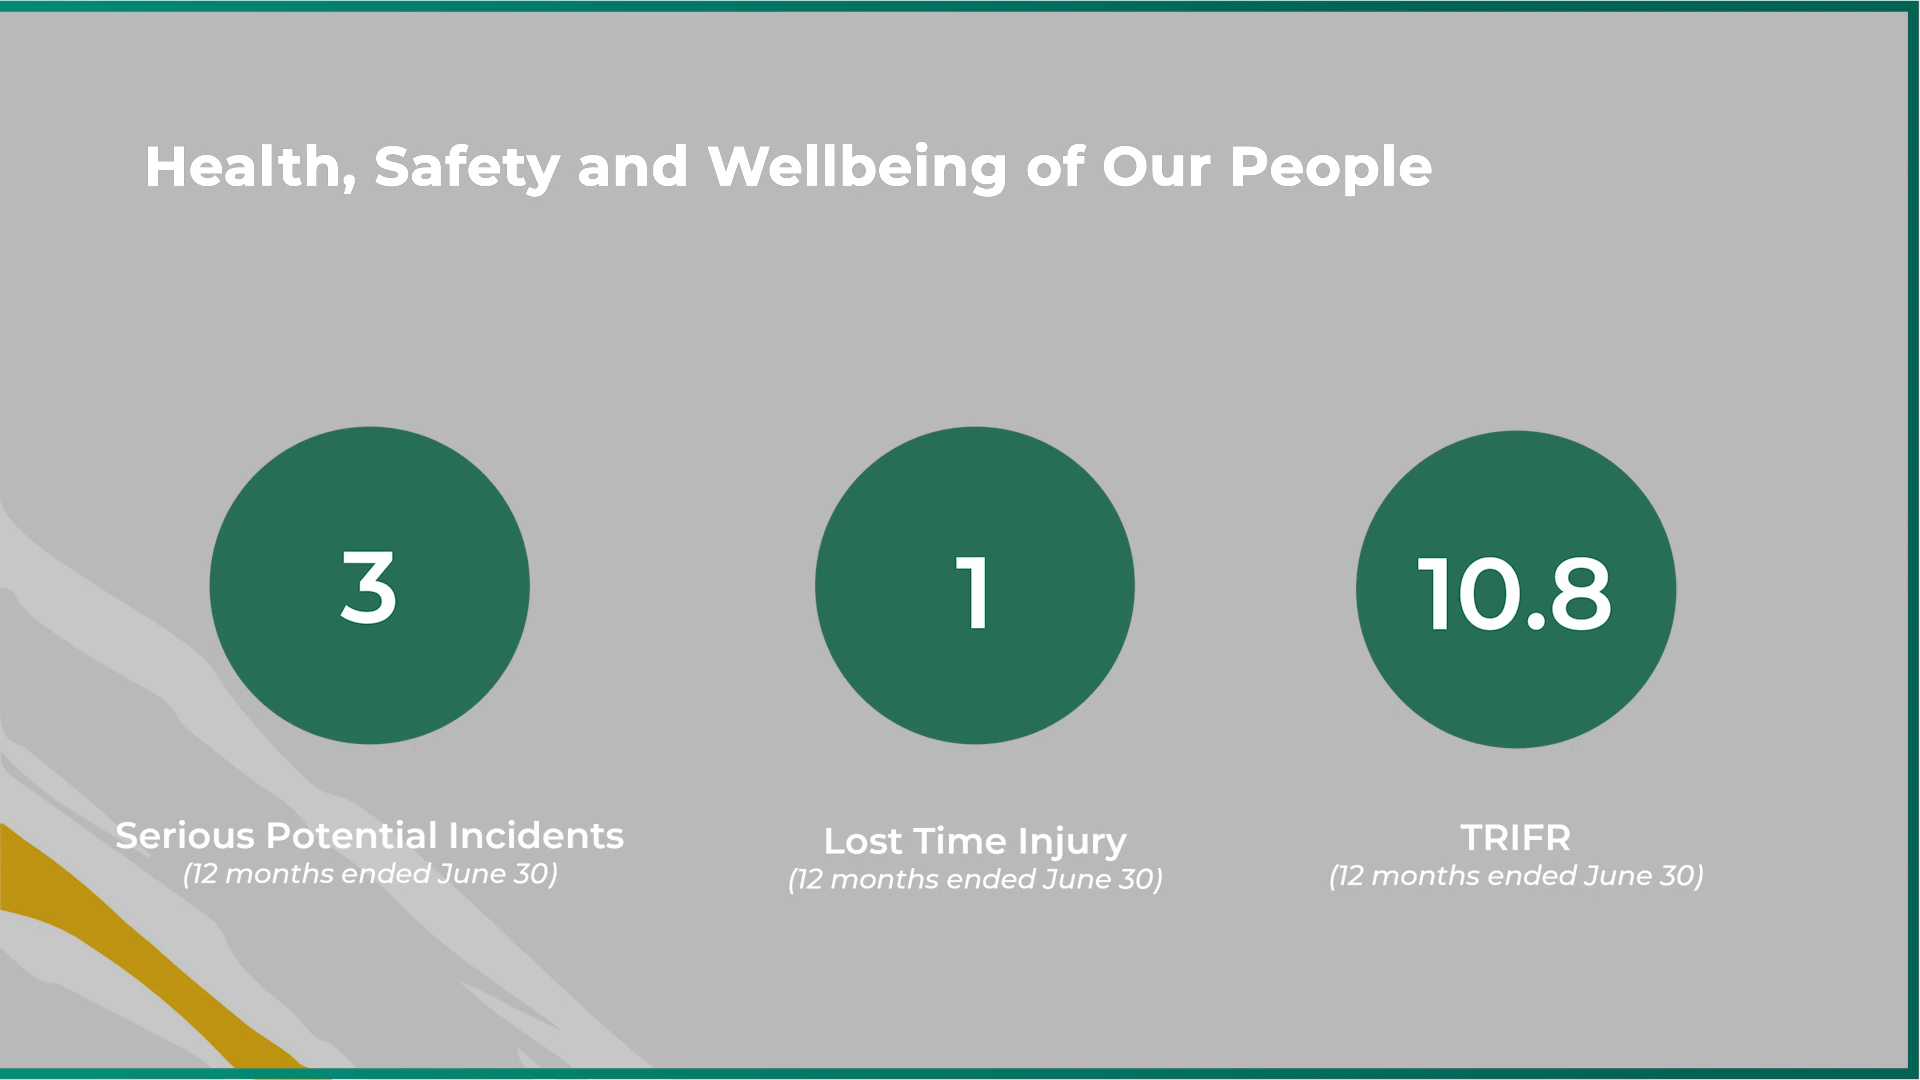 Health, Safety and Wellbeing of Our People
3
1
10.8
Serious Potential Incidents
(12 months ended June 30)
Lost Time Injury
(12 months ended June 30)
TRIFR
(12 months ended June 30)